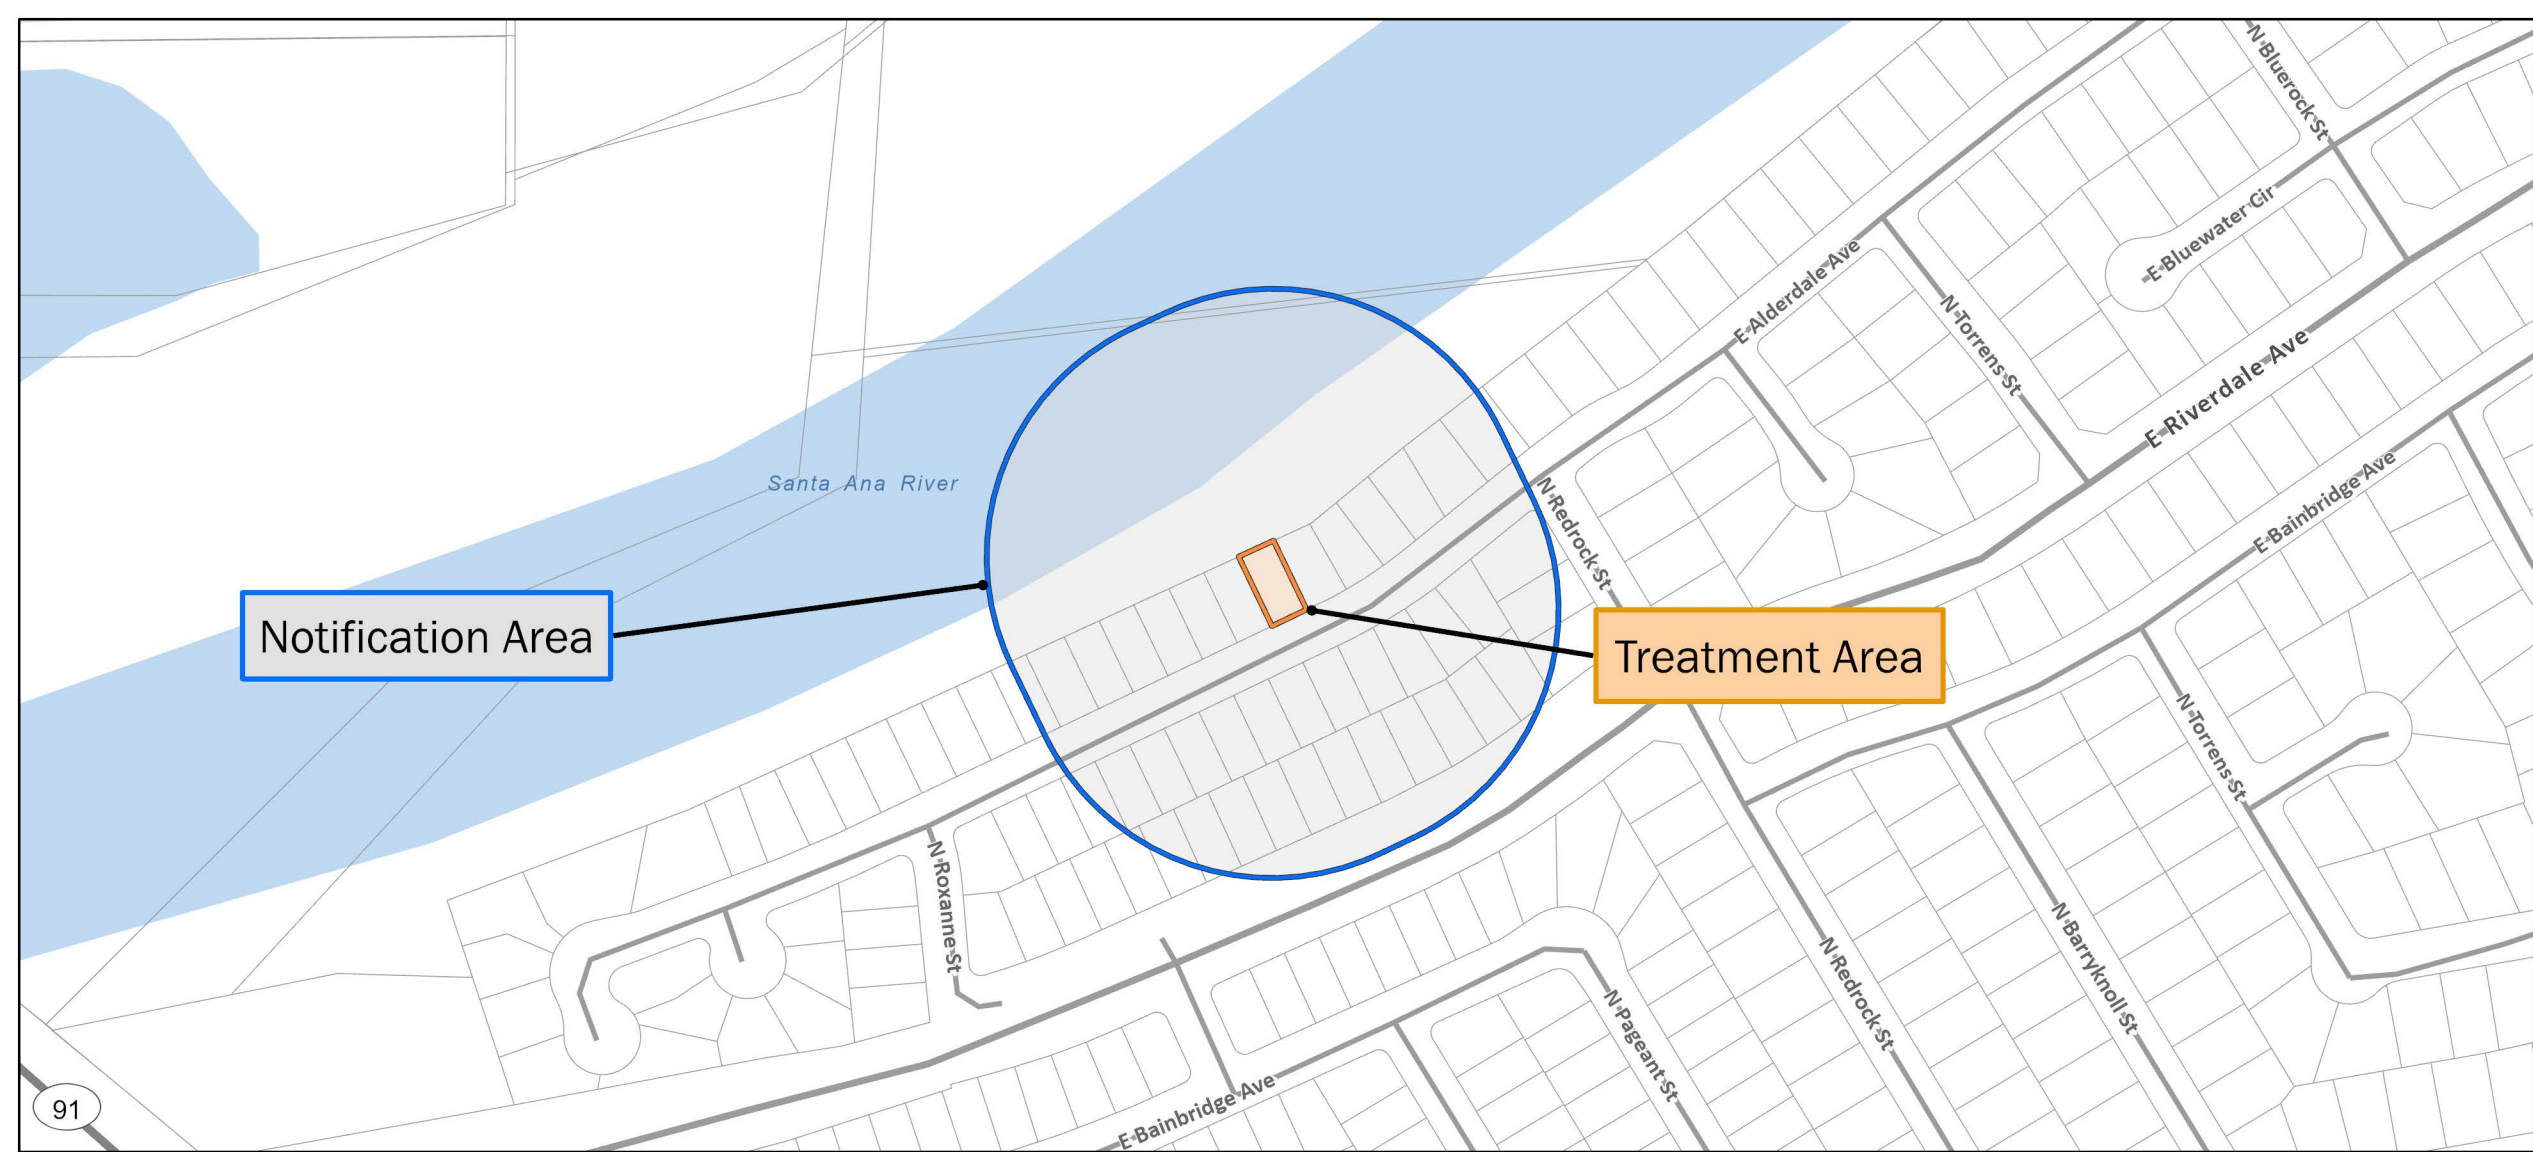 N Bluerock St
E Bluewater Cir
E Alderdale Ave
N Torrens St
E Riverdale Ave
E Bainbridge Ave
Santa Ana River
N Redrock St
Notification Area
Treatment Area
N Torrens St
N Roxanne St
N Barryknoll St
N Redrock St
N Pageant St
91
E Bainbridge Ave